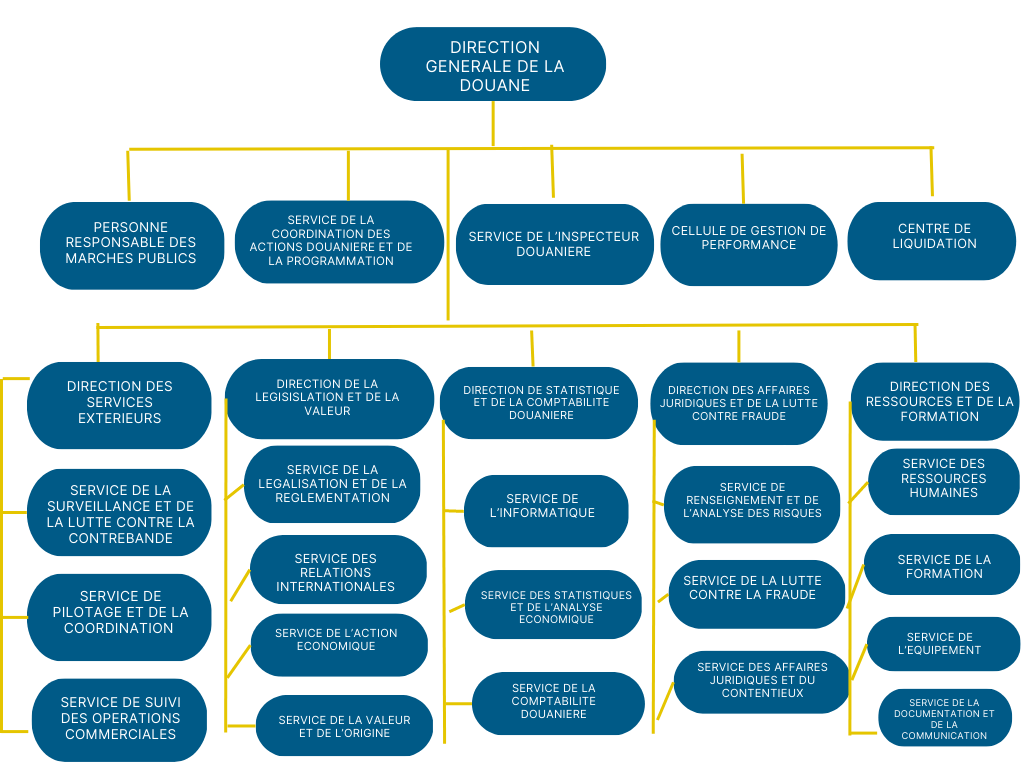 DIRECTION
GENERALE DE LA
DOUANE
PERSONNE
RESPONSABLE DES
MARCHES PUBLICS
SERVICE DE LA
COORDINATION DES
ACTIONS DOUANIERE ET DE
LA PROGRAMMATION
SERVICE DE L'INSPECTEUR
DOUANIERE
CELLULE DE GESTION DE
PERFORMANCE
CENTRE DE
LIQUIDATION
DIRECTION DES
SERVICES
EXTERIEURS
DIRECTION DE LA
LEGISISLATION ET DE LA
VALEUR
DIRECTION DE STATISTIQUE
ET DE LA COMPTABILITE
DOUANIERE
DIRECTION DES AFFAIRES
JURIDIQUES ET DE LA LUTTE
CONTRE FRAUDE
DIRECTION DES
RESSOURCES ET DE LA
FORMATION
SERVICE DE LA
SURVEILLANCE ET DE
LA LUTTE CONTRE LA
CONTREBANDE
SERVICE DE
PILOTAGE ET DE LA
COORDINATION
SERVICE DE SUIVI
DES OPERATIONS
COMMERCIALES
SERVICE DE LA
LEGALISATION ET DE LA
REGLEMENTATION
SERVICE DES
RELATIONS
INTERNATIONALES
SERVICE DE L'ACTION
ECONOMIQUE
SERVICE DE LA VALEUR
ET DE L'ORIGINE
SERVICE DE
L'INFORMATIQUE
SERVICE DES STATISTIQUES
ET DE L'ANALYSE
ECONOMIQUE
SERVICE DE LA
COMPTABILITE
DOUANIERE
SERVICE DE
RENSEIGNEMENT ET DE
L'ANALYSE DES RISQUES
SERVICE DE LA LUTTE
CONTRE LA FRAUDE
SERVICE DES AFFAIRES
JURIDIQUES ET DU
CONTENTIEUX
SERVICE DES
RESSOURCES
HUMAINES
SERVICE DE LA
FORMATION
SERVICE DE
L'EQUIPEMENT
SERVICE DE LA
DOCUMENTATION ET
DE LA
COMMUNICATION